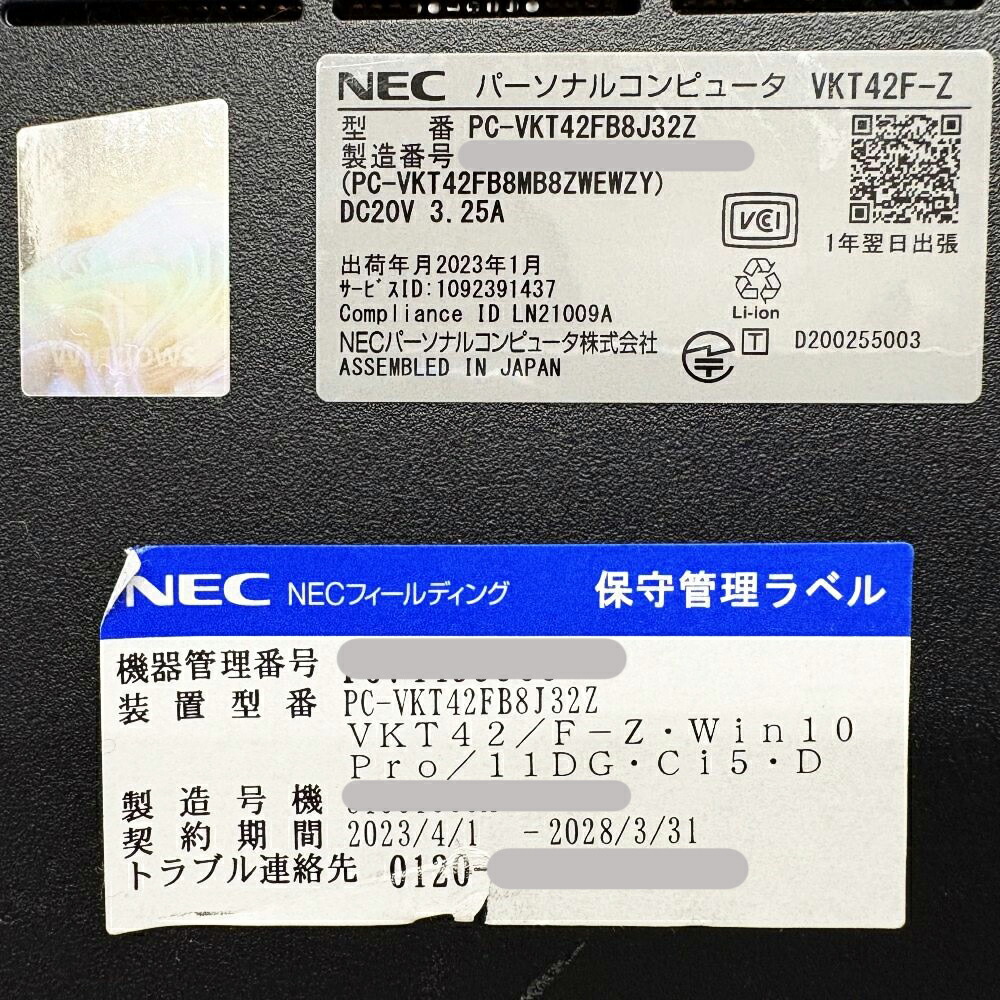 NEC パーソナルコンピュータ VKT42F-Z
型 番 PC-VKT42FB8J32Z
製造番号
(PC-VKT42FB8MB8ZWEWZY)
DC20V 3.25A
VCI
1年翌日出張
出荷年月2023年1月
ｻｰﾋﾞｽID:1092391437
Compliance ID LN21009A
Li-ion
NECパーソナルコンピュータ株式会社
T D200255003
ASSEMBLED IN JAPAN
WINDOWS
NEC NECフィールディング 保守管理ラベル
機器管理番号
装置型番 PC-VKT42FB8J32Z
VKT42/F-Z・Win10
Pro/11DG・Ci5・D
製造号機
契約期間 2023/4/1 -2028/3/31
トラブル連絡先 0120-